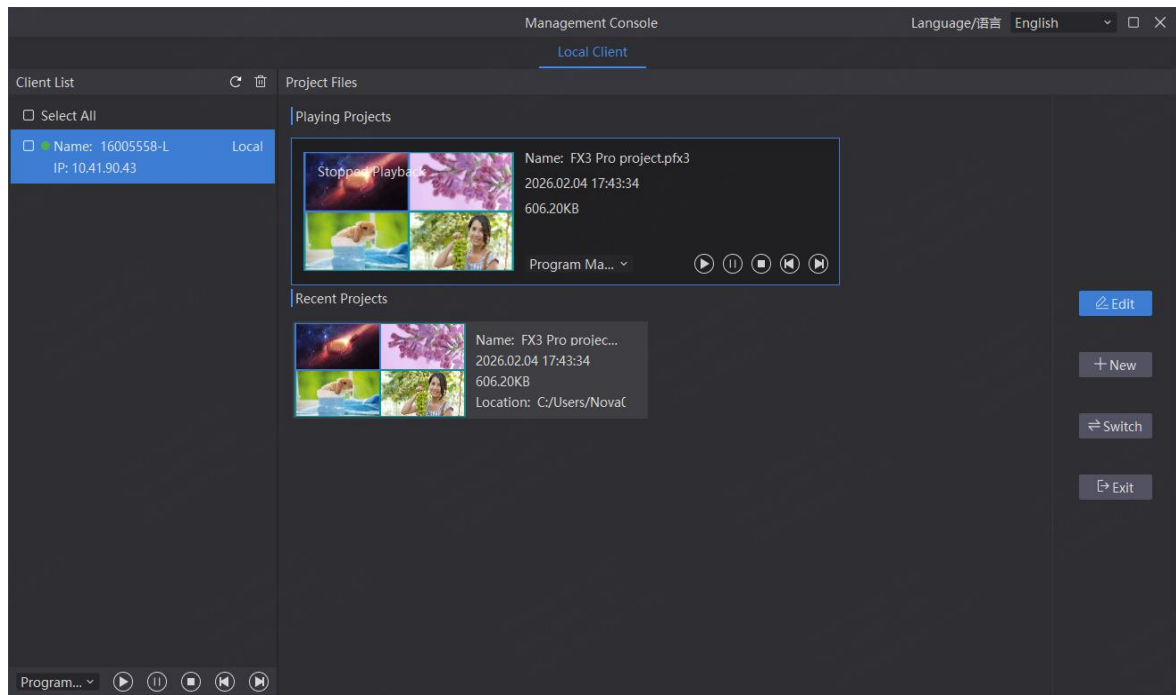 Management Console
Language/语言 English
Local Client
Client List
Project Files
Select All
Playing Projects
Name: 16005558-L Local
IP: 10.41.90.43
Stopped Playback
Name: FX3 Pro project.pfx3
2026.02.04 17:43:34
606.20KB
Program Ma...
Recent Projects
Name: FX3 Pro projec...
2026.02.04 17:43:34
606.20KB
Location: C:/Users/Nova
Edit
New
Switch
Exit
Program...